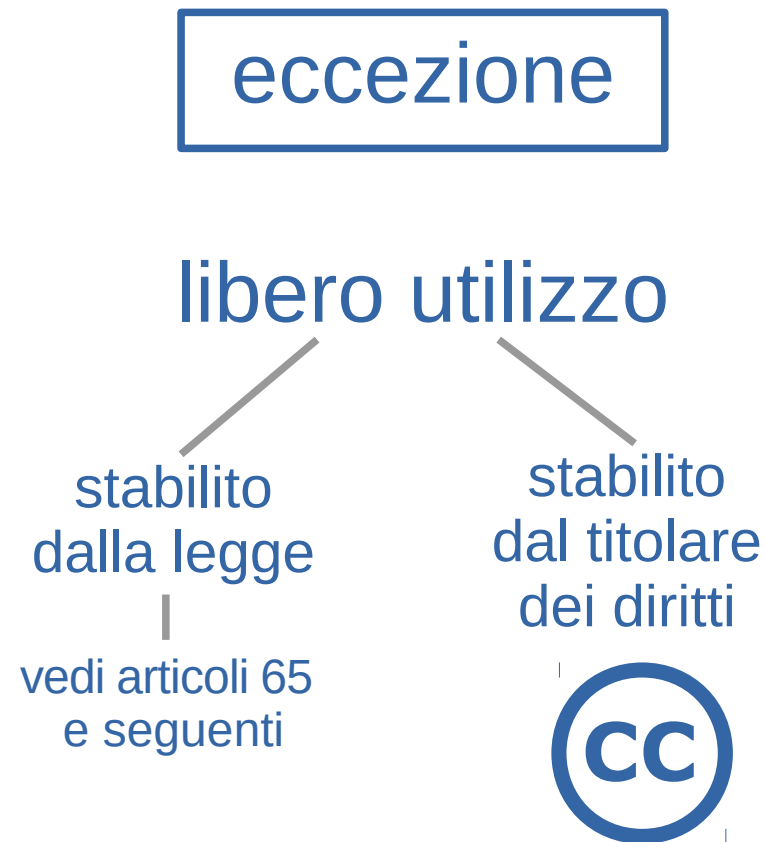 eccezione
libero utilizzo
stabilito
dalla legge
vedi articoli 65
e seguenti
stabilito
dal titolare
dei diritti
CC